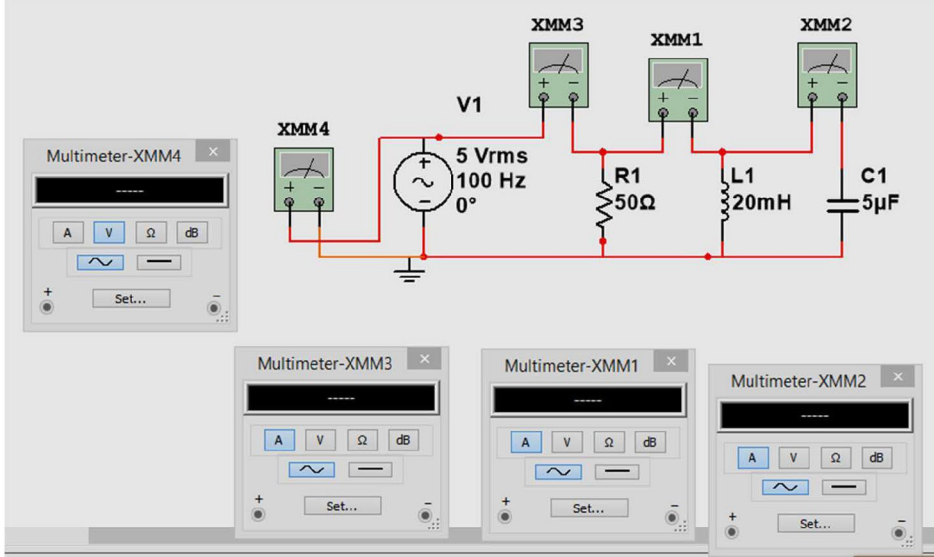 XMM3
XMM1
XMM2
V1
XMM4
+ −
+ −
+ −
+ −
5 Vrms
100 Hz
0°
R1
50Ω
L1
20mH
C1
5µF
Multimeter-XMM4 ×
-----
A V Ω dB
+ −
Set...
Multimeter-XMM3 ×
-----
A V Ω dB
+ −
Set...
Multimeter-XMM1 ×
-----
A V Ω dB
+ −
Set...
Multimeter-XMM2 ×
-----
A V Ω dB
+ −
Set...